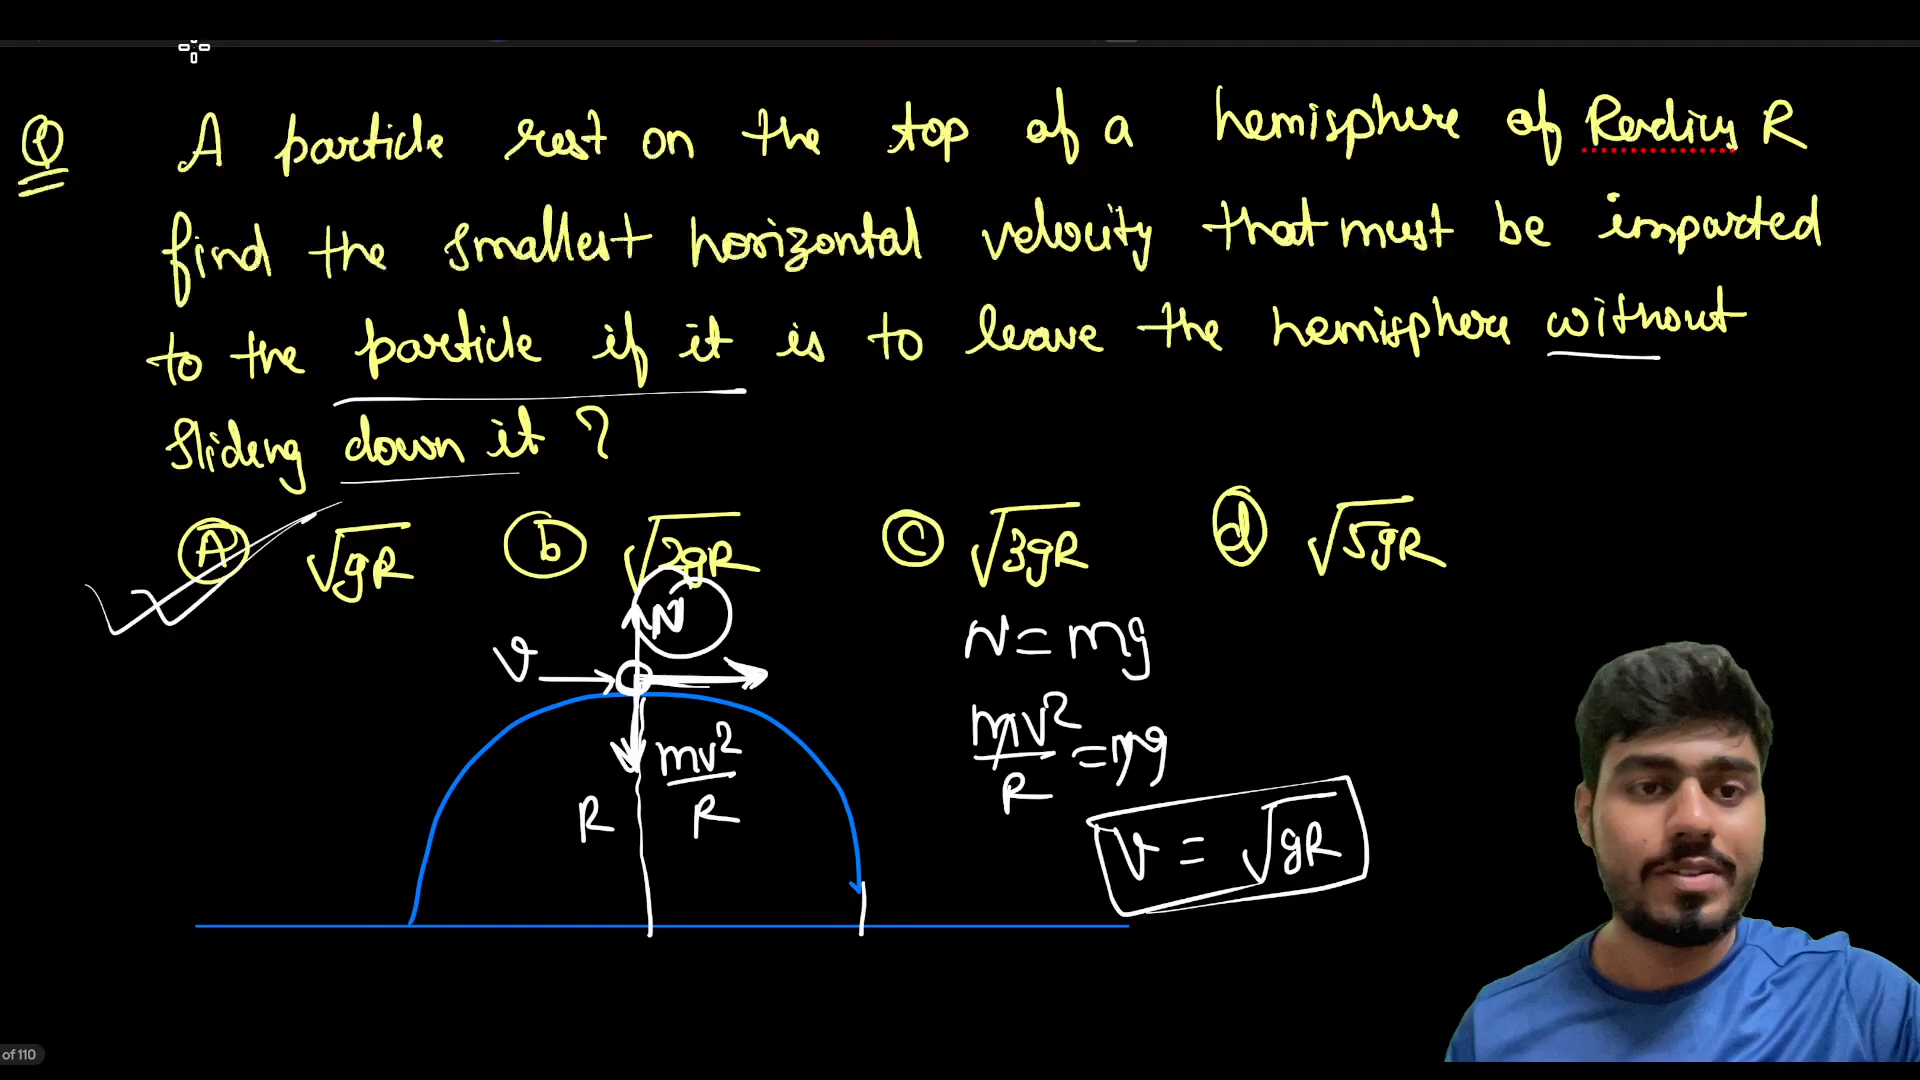 Q A particle rest on the top of a hemisphere of Radius R
find the smallest horizontal velocity that must be imparted
to the particle if it is to leave the hemisphere without
slideng down it ?
A √gR b √2gR c √3gR d √5gR
N
v
N = mg
mv²/R = mg
mv²/R
R
v = √gR
of 110